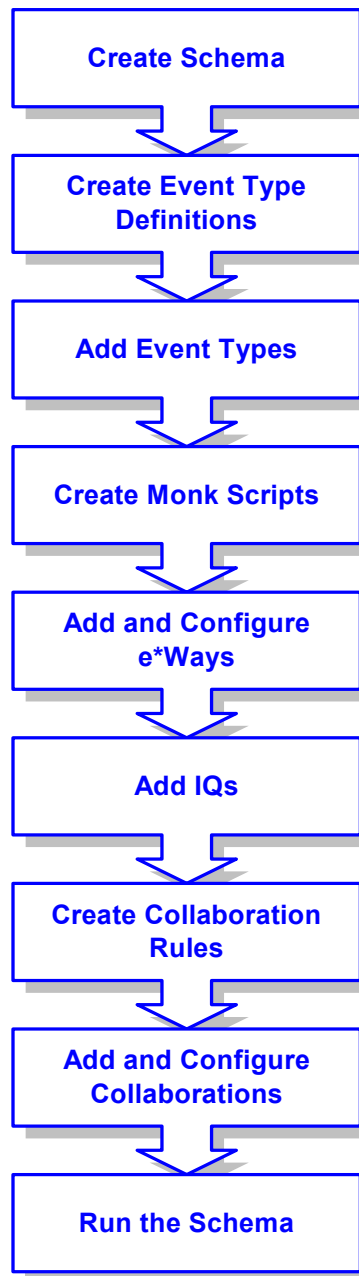 Create Schema
Create Event Type
Definitions
Add Event Types
Create Monk Scripts
Add and Configure
e*Ways
Add IQs
Create Collaboration
Rules
Add and Configure
Collaborations
Run the Schema